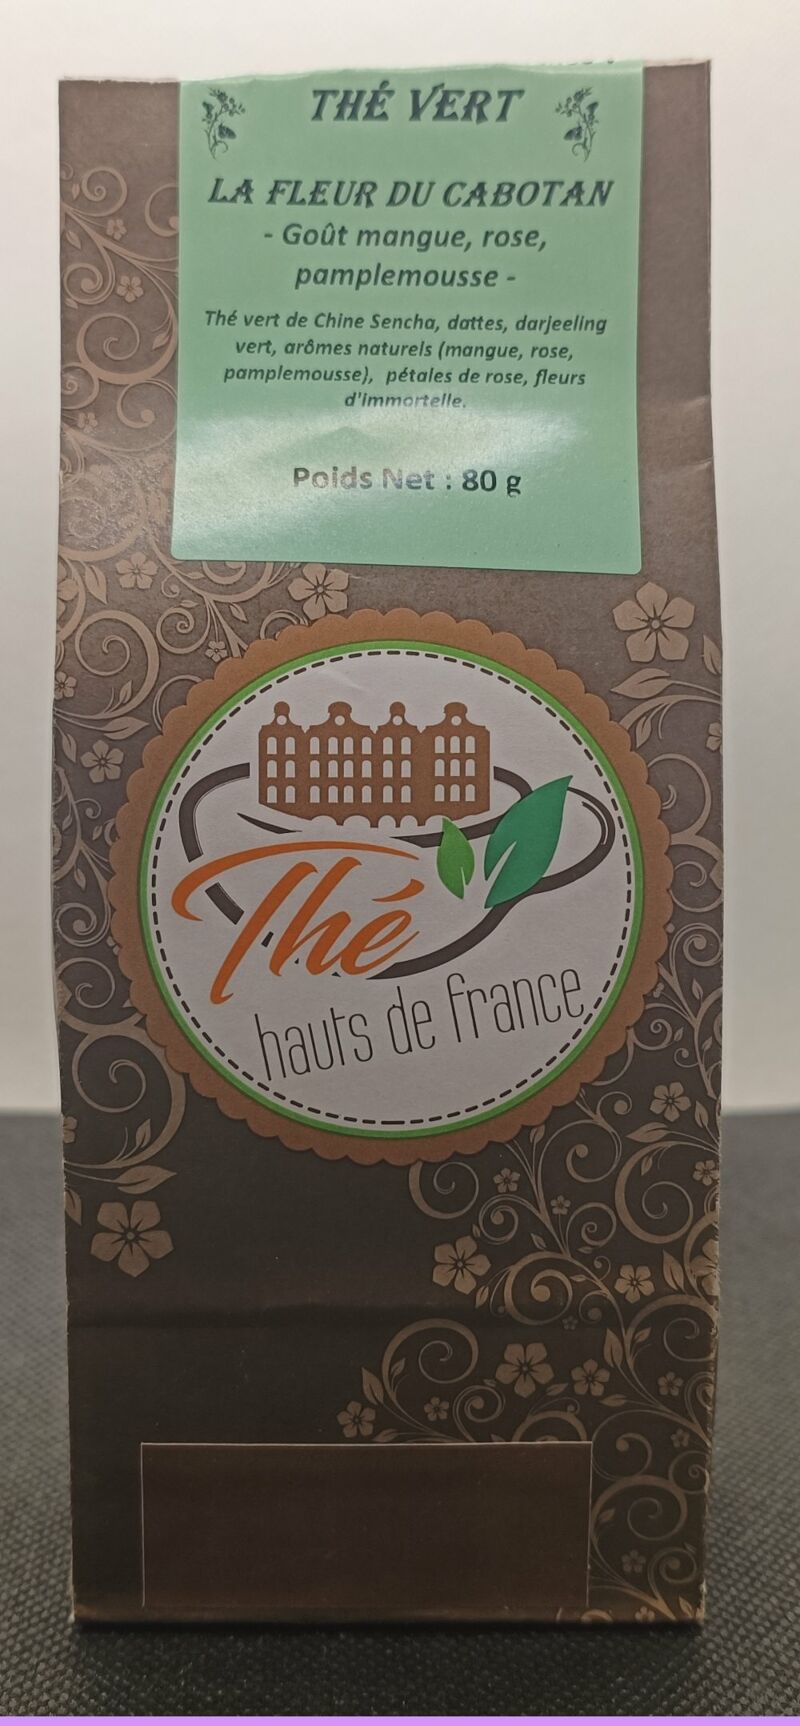 THÉ VERT
LA FLEUR DU CABOTAN
- Goût mangue, rose,
pamplemousse -
Thé vert de Chine Sencha, dattes, darjeeling
vert, arômes naturels (mangue, rose,
pamplemousse), pétales de rose, fleurs
d'immortelle.
Poids Net : 80 g
Thé
hauts de france